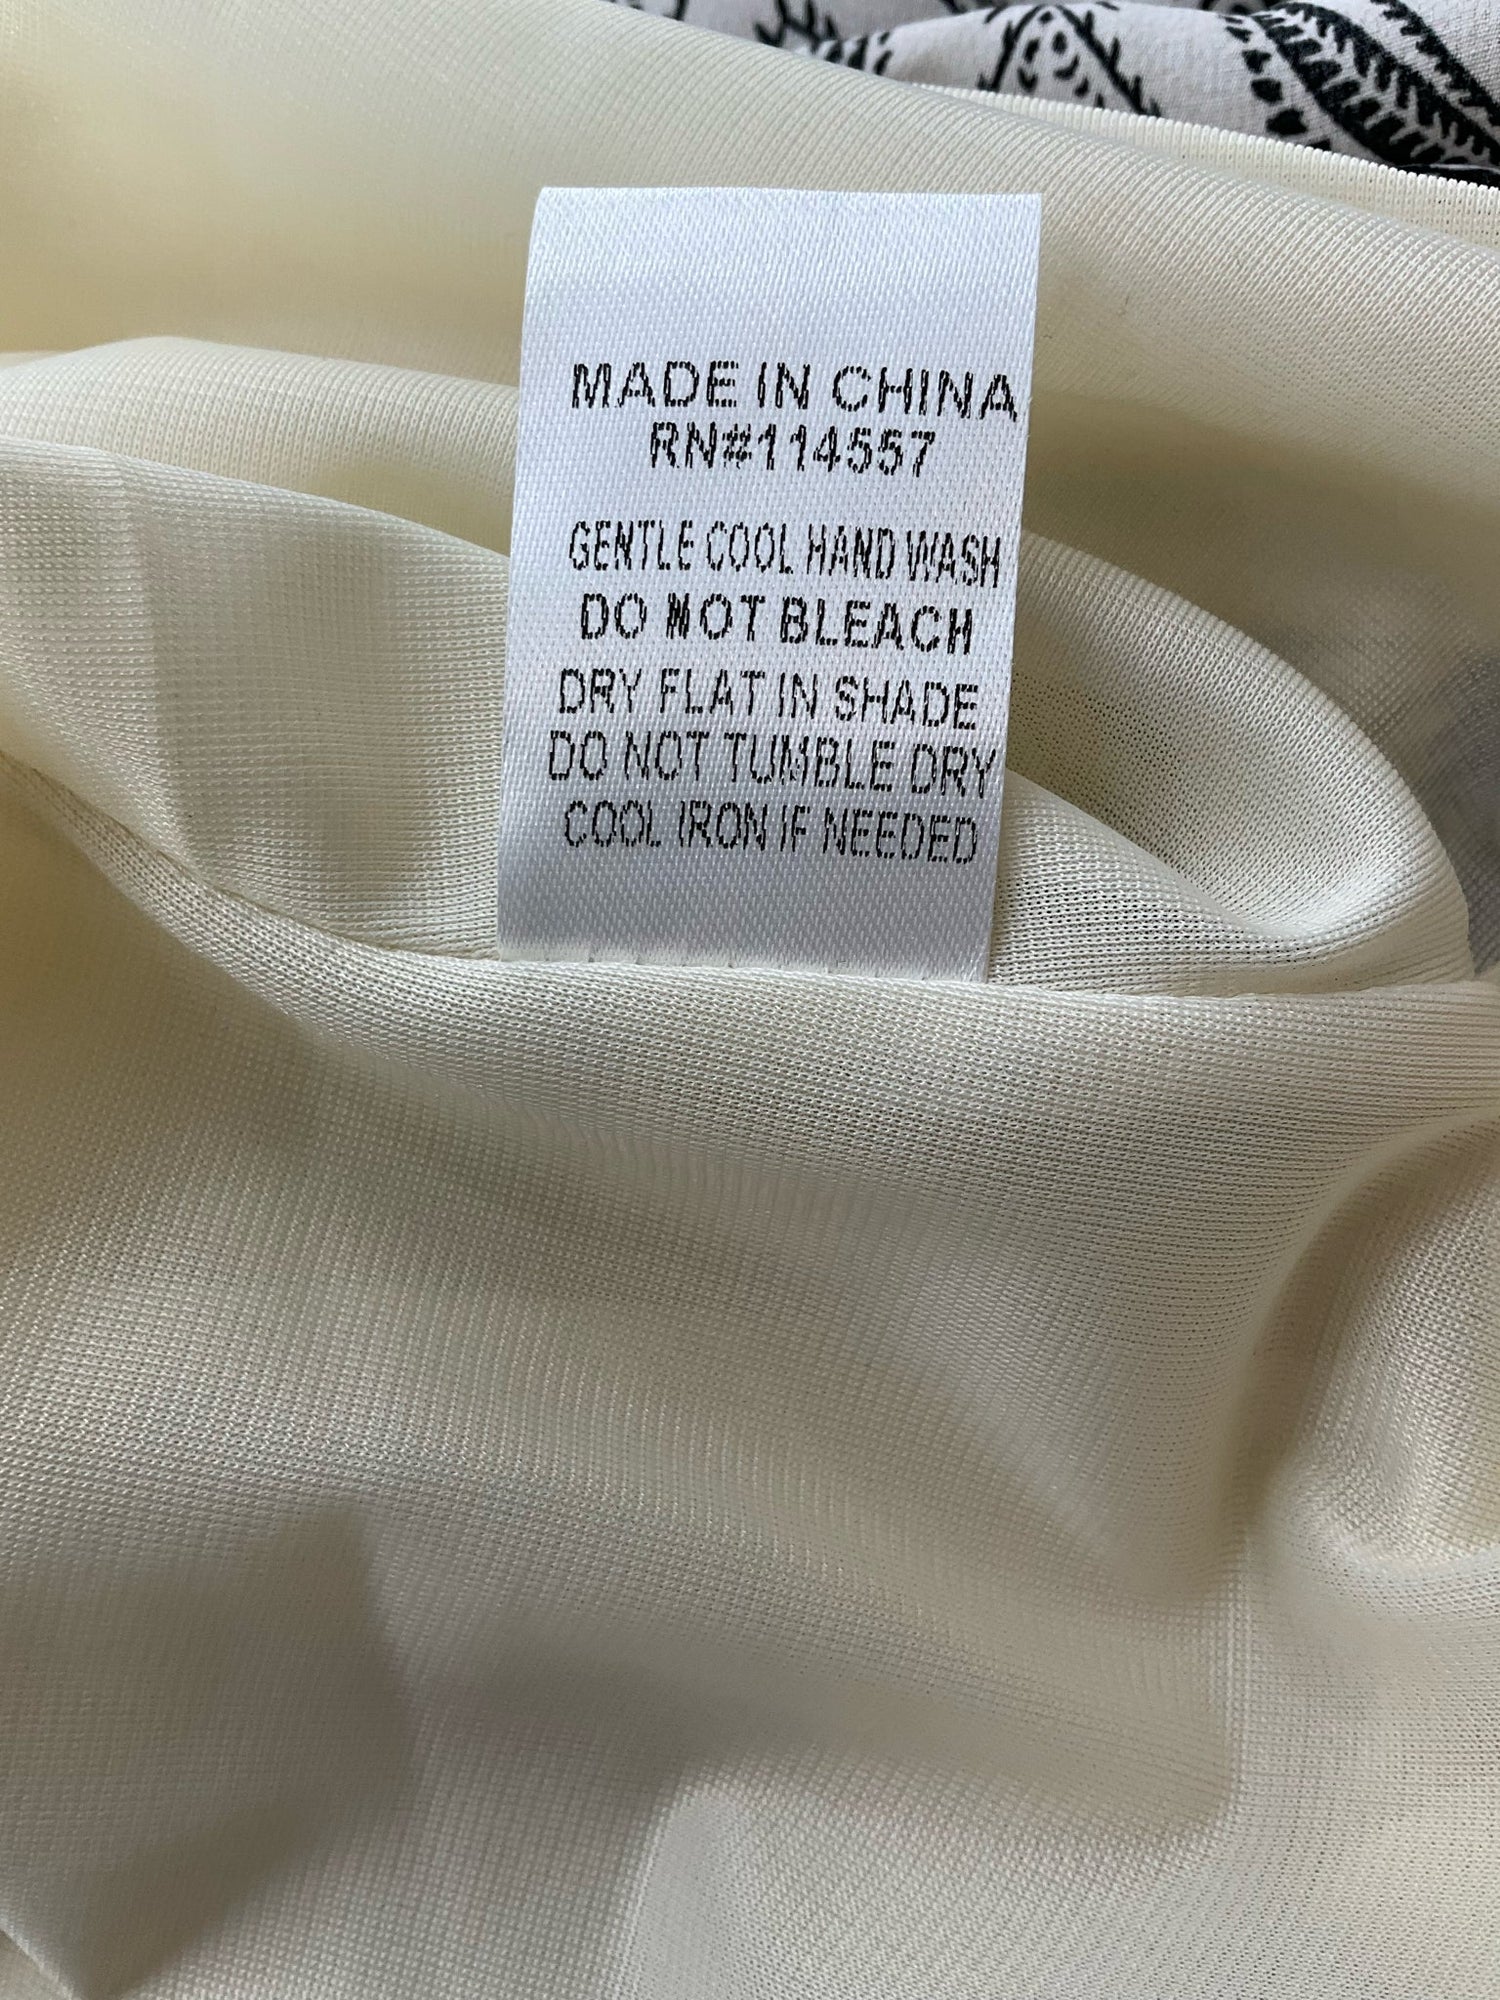 MADE IN CHINA
RN#114557
GENTLE COOL HAND WASH
DO NOT BLEACH
DRY FLAT IN SHADE
DO NOT TUMBLE DRY
COOL IRON IF NEEDED